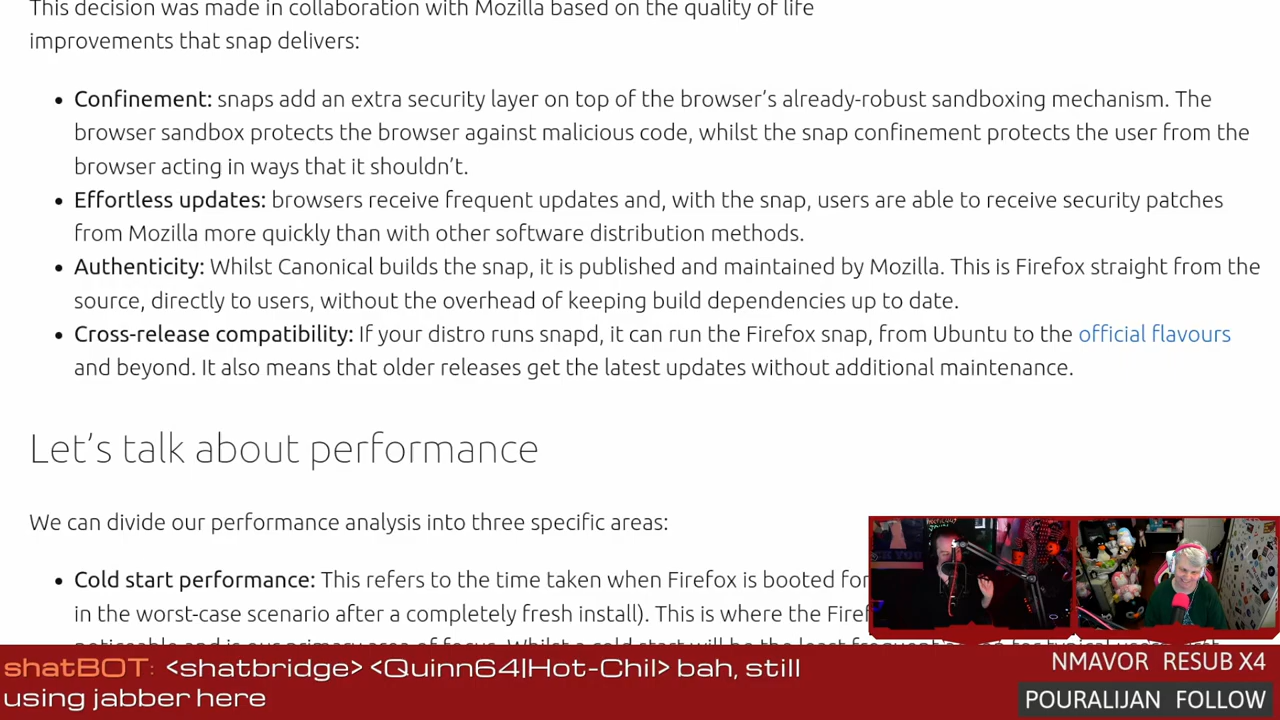 This decision was made in collaboration with Mozilla based on the quality of life
improvements that snap delivers:
• Confinement: snaps add an extra security layer on top of the browser’s already-robust sandboxing mechanism. The
browser sandbox protects the browser against malicious code, whilst the snap confinement protects the user from the
browser acting in ways that it shouldn’t.
• Effortless updates: browsers receive frequent updates and, with the snap, users are able to receive security patches
from Mozilla more quickly than with other software distribution methods.
• Authenticity: Whilst Canonical builds the snap, it is published and maintained by Mozilla. This is Firefox straight from the
source, directly to users, without the overhead of keeping build dependencies up to date.
• Cross-release compatibility: If your distro runs snapd, it can run the Firefox snap, from Ubuntu to the official flavours
and beyond. It also means that older releases get the latest updates without additional maintenance.
Let’s talk about performance
We can divide our performance analysis into three specific areas:
• Cold start performance: This refers to the time taken when Firefox is booted for
in the worst-case scenario after a completely fresh install). This is where the Firef
shatBOT: <shatbridge> <Quinn64|Hot-Chil> bah, still
using jabber here
NMAVOR RESUB X4
POURALIJAN FOLLOW